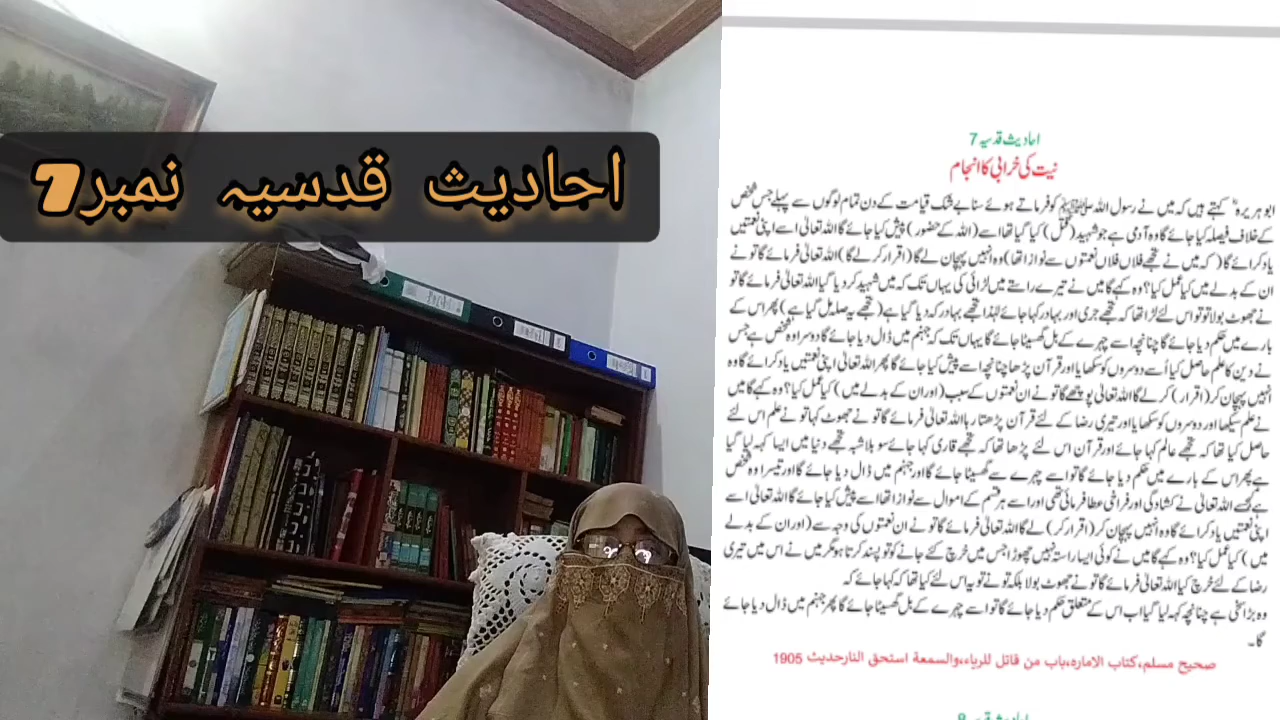 احادیث قدسیہ نمبر7
احادیث قدسیہ 7
نیت کی خرابی کا انجام
ابو ہریرہؓ کہتے ہیں کہ میں نے رسول اللہ ﷺ کو فرماتے ہوئے سنا بے شک قیامت کے دن تمام لوگوں سے پہلے جس شخص
کے خلاف فیصلہ کیا جائے گا وہ آدمی ہے جو شہید (قتل) کیا گیا تھا اسے (اللہ کے حضور) پیش کیا جائے گا اللہ تعالیٰ اسے اپنی نعمتیں
یاد کرائے گا (کہ میں نے تجھے فلاں فلاں نعمتوں سے نوازا تھا) وہ انہیں پہچان لے گا (اقرار کرلے گا) اللہ تعالیٰ فرمائے گا تو نے
ان کے بدلے میں کیا عمل کیا؟ وہ کہے گا میں نے تیرے راستے میں لڑائی کی یہاں تک کہ میں شہید کر دیا گیا اللہ تعالیٰ فرمائے گا تو
نے جھوٹ بولا تو تو اس لئے لڑا تھا کہ تجھے جری اور بہادر کہا جائے لہٰذا تجھے بہادر کہہ دیا گیا ہے (تجھے یہ صلہ مل گیا ہے) پھر اس کے
بارے میں حکم دیا جائے گا چنانچہ اسے چہرے کے بل گھسیٹا جائے گا یہاں تک کہ جہنم میں ڈال دیا جائے گا دوسرا وہ شخص ہے جس
نے دین کا علم حاصل کیا اُسے دوسروں کو سکھایا اور قرآن پڑھا چنانچہ اسے پیش کیا جائے گا پھر اللہ تعالیٰ اپنی نعمتیں یاد کرائے گا وہ
انہیں پہچان کر (اقرار) کرلے گا اللہ تعالیٰ پوچھے گا تو نے ان نعمتوں کے سبب (اور ان کے بدلے میں) کیا عمل کیا؟ وہ کہے گا میں
نے علم سیکھا اور دوسروں کو سکھایا اور تیری رضا کے لئے قرآن پڑھتا رہا اللہ تعالیٰ فرمائے گا تو نے جھوٹ کہا تو نے علم اس لئے
حاصل کیا تھا کہ تجھے عالم کہا جائے اور قرآن اس لئے پڑھا تھا کہ تجھے قاری کہا جائے سو بلاشبہ تجھے دنیا میں ایسا کہہ لیا گیا
ہے پھر اس کے بارے میں حکم دیا جائے گا تو اسے چہرے سے گھسیٹا جائے گا اور جہنم میں ڈال دیا جائے گا اور تیسرا وہ شخص
ہے جسے اللہ تعالیٰ نے کشادگی اور فراخی عطا فرمائی تھی اور اسے ہر قسم کے اموال سے نوازا تھا اسے پیش کیا جائے گا اللہ تعالیٰ اسے
اپنی نعمتیں یاد کرائے گا وہ انہیں پہچان کر (اقرار کر) لے گا اللہ تعالیٰ فرمائے گا تو نے ان نعمتوں کی وجہ سے (اور ان کے بدلے
میں) کیا عمل کیا؟ وہ کہے گا میں نے کوئی ایسا راستہ نہیں چھوڑا جس میں خرچ کئے جانے کو تو پسند کرتا ہو مگر میں نے اس میں تیری
رضا کے لئے خرچ کیا اللہ تعالیٰ فرمائے گا تو نے جھوٹ بولا بلکہ تو نے تو یہ اس لئے کیا تھا کہ کہا جائے کہ
وہ بڑا سخی ہے چنانچہ کہہ لیا گیا اب اس کے متعلق حکم دیا جائے گا تو اسے چہرے کے بل گھسیٹا جائے گا پھر جہنم میں ڈال دیا جائے
گا۔
صحیح مسلم،کتاب الامارہ،باب من قاتل للریاء،والسمعة استحق النار حدیث 1905
احادیث قدسیہ 8